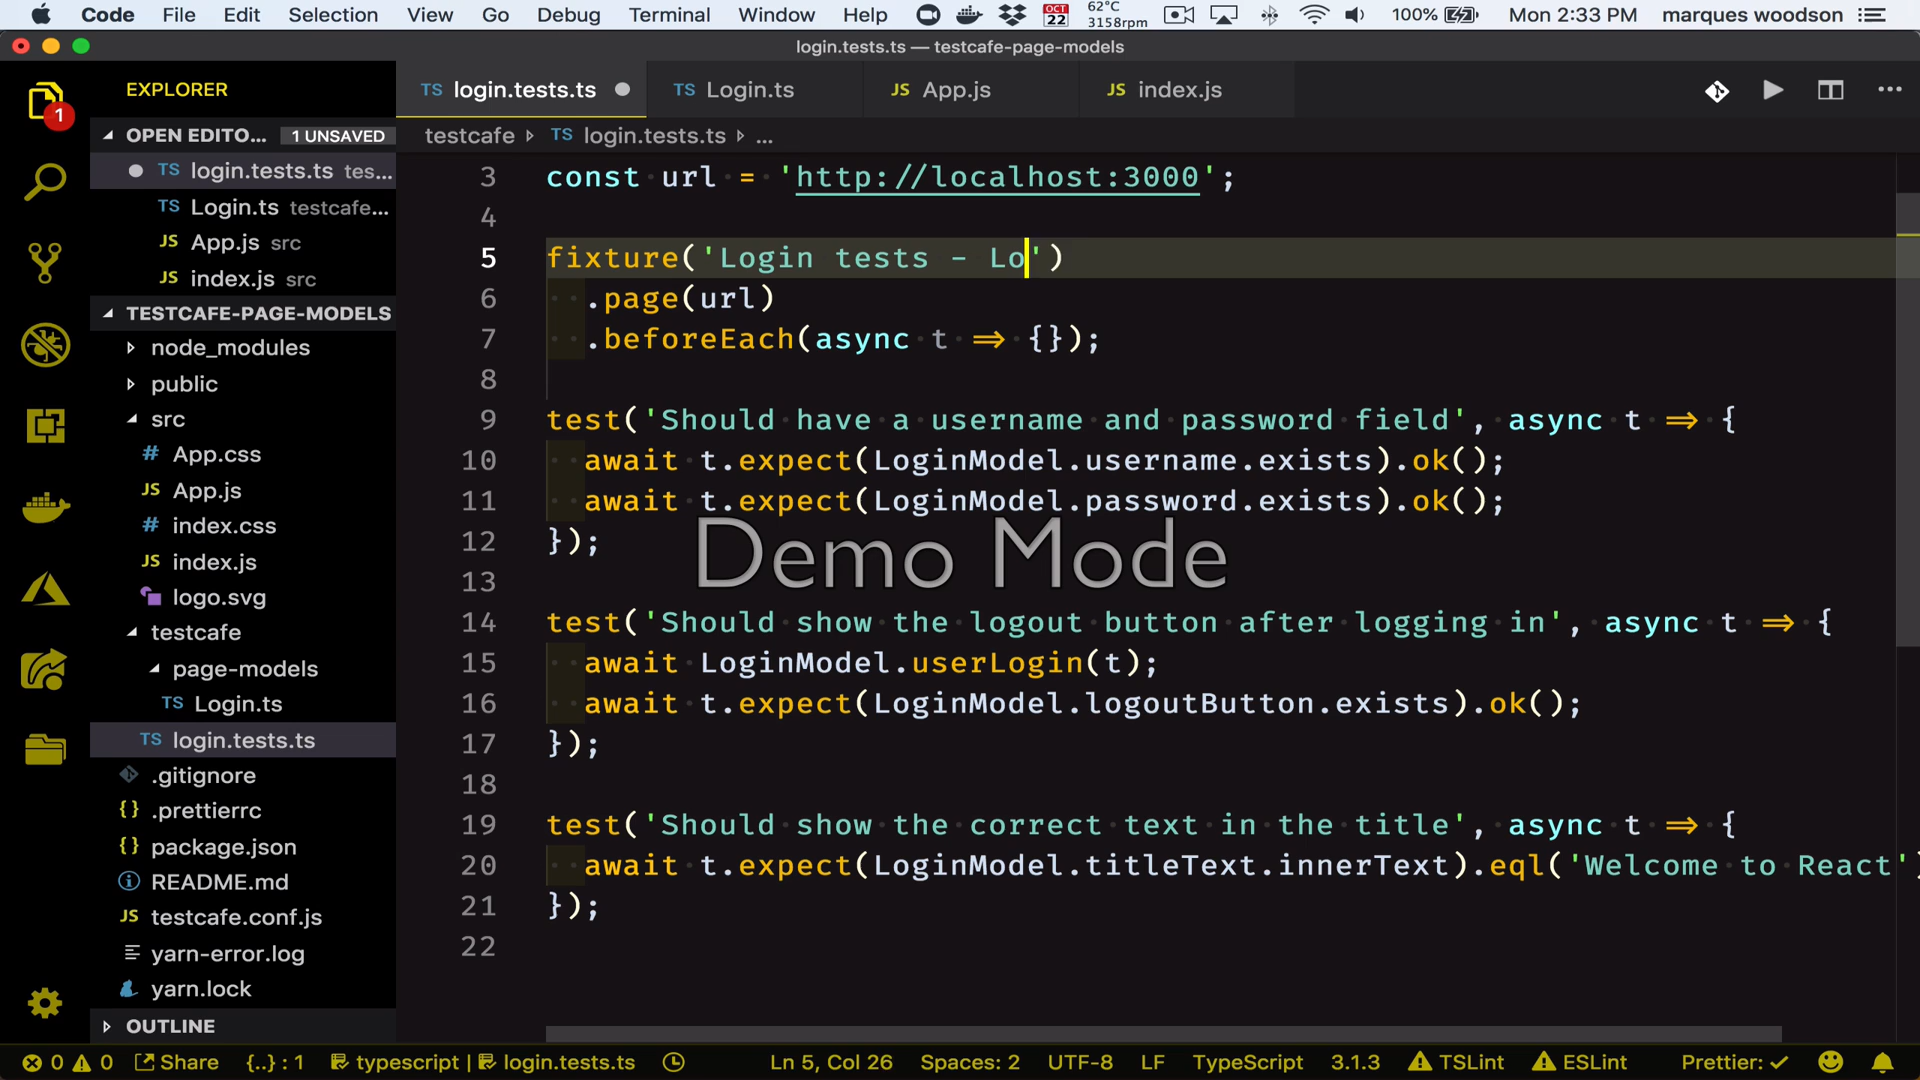 Code File Edit Selection View Go Debug Terminal Window Help OCT 22 62°C 3158rpm 100% Mon 2:33 PM marques woodson
login.tests.ts — testcafe-page-models
EXPLORER
TS login.tests.ts TS Login.ts JS App.js JS index.js
1
OPEN EDITO... 1 UNSAVED
testcafe TS login.tests.ts ...
TS login.tests.ts tes...
TS Login.ts testcafe...
JS App.js src
JS index.js src
TESTCAFE-PAGE-MODELS
node_modules
public
src
# App.css
JS App.js
# index.css
JS index.js
logo.svg
testcafe
page-models
TS Login.ts
TS login.tests.ts
.gitignore
{} .prettierrc
{} package.json
README.md
JS testcafe.conf.js
yarn-error.log
yarn.lock
OUTLINE
3 const url = 'http://localhost:3000';
4
5 fixture('Login tests - Lo')
6 .page(url)
7 .beforeEach(async t => {});
8
9 test('Should have a username and password field', async t => {
10 await t.expect(LoginModel.username.exists).ok();
11 await t.expect(LoginModel.password.exists).ok();
12 });
Demo Mode
13
14 test('Should show the logout button after logging in', async t => {
15 await LoginModel.userLogin(t);
16 await t.expect(LoginModel.logoutButton.exists).ok();
17 });
18
19 test('Should show the correct text in the title', async t => {
20 await t.expect(LoginModel.titleText.innerText).eql('Welcome to React')
21 });
22
0 0 Share {..} : 1 typescript | login.tests.ts Ln 5, Col 26 Spaces: 2 UTF-8 LF TypeScript 3.1.3 TSLint ESLint Prettier: ✓